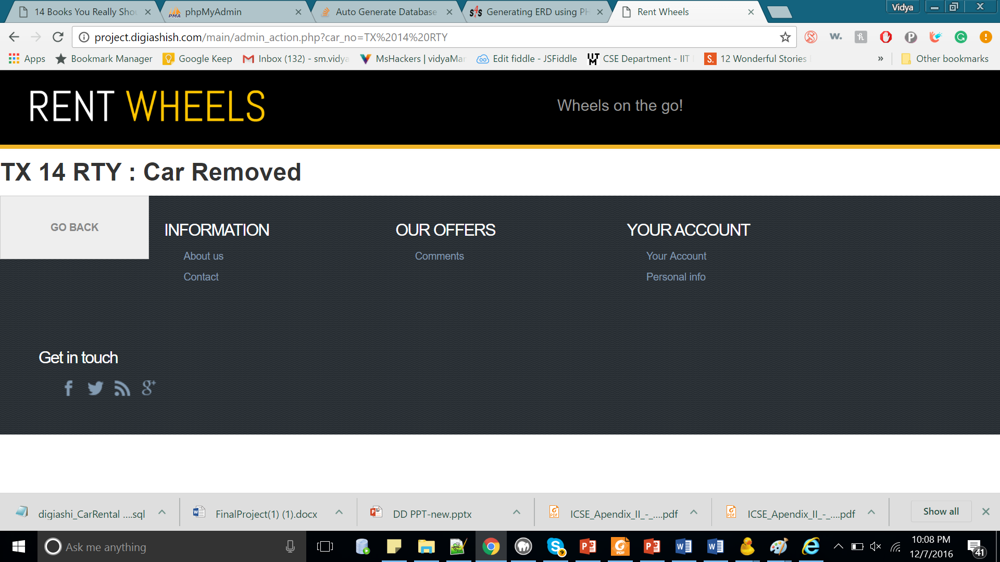 14 Books You Really Shou
phpMyAdmin
Auto Generate Database
Generating ERD using PH
Rent Wheels
Vidya
project.digiashish.com/main/admin_action.php?car_no=TX%2014%20RTY
Apps
Bookmark Manager
Google Keep
Inbox (132) - sm.vidya
MsHackers | vidyaMar
Edit fiddle - JSFiddle
CSE Department - IIT
12 Wonderful Stories
»
Other bookmarks
RENT WHEELS
Wheels on the go!
TX 14 RTY : Car Removed
GO BACK
INFORMATION
About us
Contact
OUR OFFERS
Comments
YOUR ACCOUNT
Your Account
Personal info
Get in touch
digiashi_CarRental ....sql
FinalProject(1) (1).docx
DD PPT-new.pptx
ICSE_Apendix_II_-_....pdf
ICSE_Apendix_II_-_....pdf
Show all
Ask me anything
9
10:08 PM
12/7/2016
41